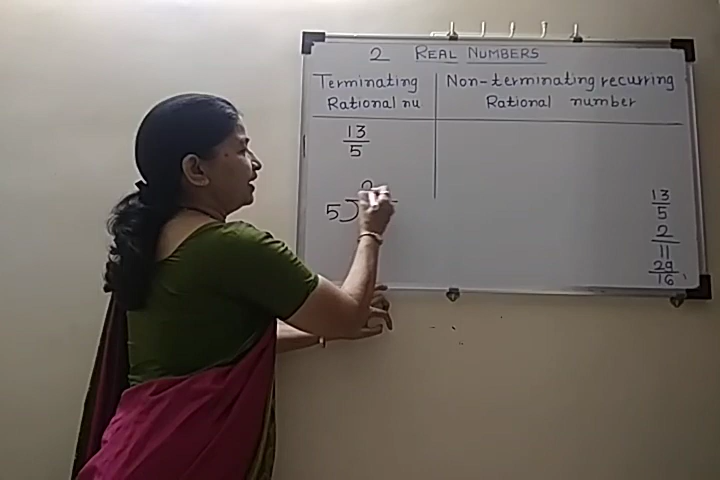 2 REAL NUMBERS
Terminating
Rational nu
Non-terminating recurring
Rational number
13
5
5
13
5
2
11
29
16